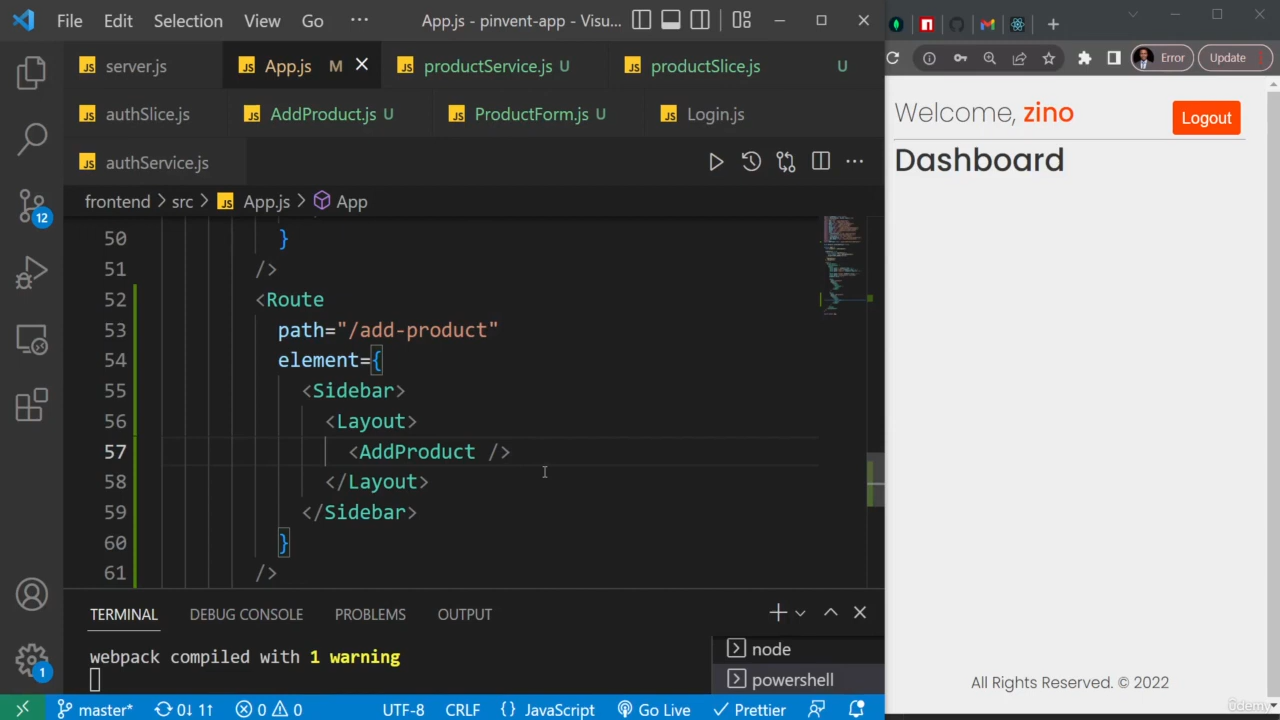 File Edit Selection View Go ··· App.js - pinvent-app - Visu...
server.js App.js M productService.js U productSlice.js U
authSlice.js AddProduct.js U ProductForm.js U Login.js
authService.js
frontend > src > App.js > App
50 }
51 />
52 <Route
53 path="/add-product"
54 element={
55 <Sidebar>
56 <Layout>
57 <AddProduct />
58 </Layout>
59 </Sidebar>
60 }
61 />
TERMINAL DEBUG CONSOLE PROBLEMS OUTPUT
webpack compiled with 1 warning
node
powershell
12
1
master* 0↓ 1↑ 0 0 UTF-8 CRLF {} JavaScript Go Live Prettier
Error Update
Welcome, zino Logout
Dashboard
All Rights Reserved. © 2022
ûdemy